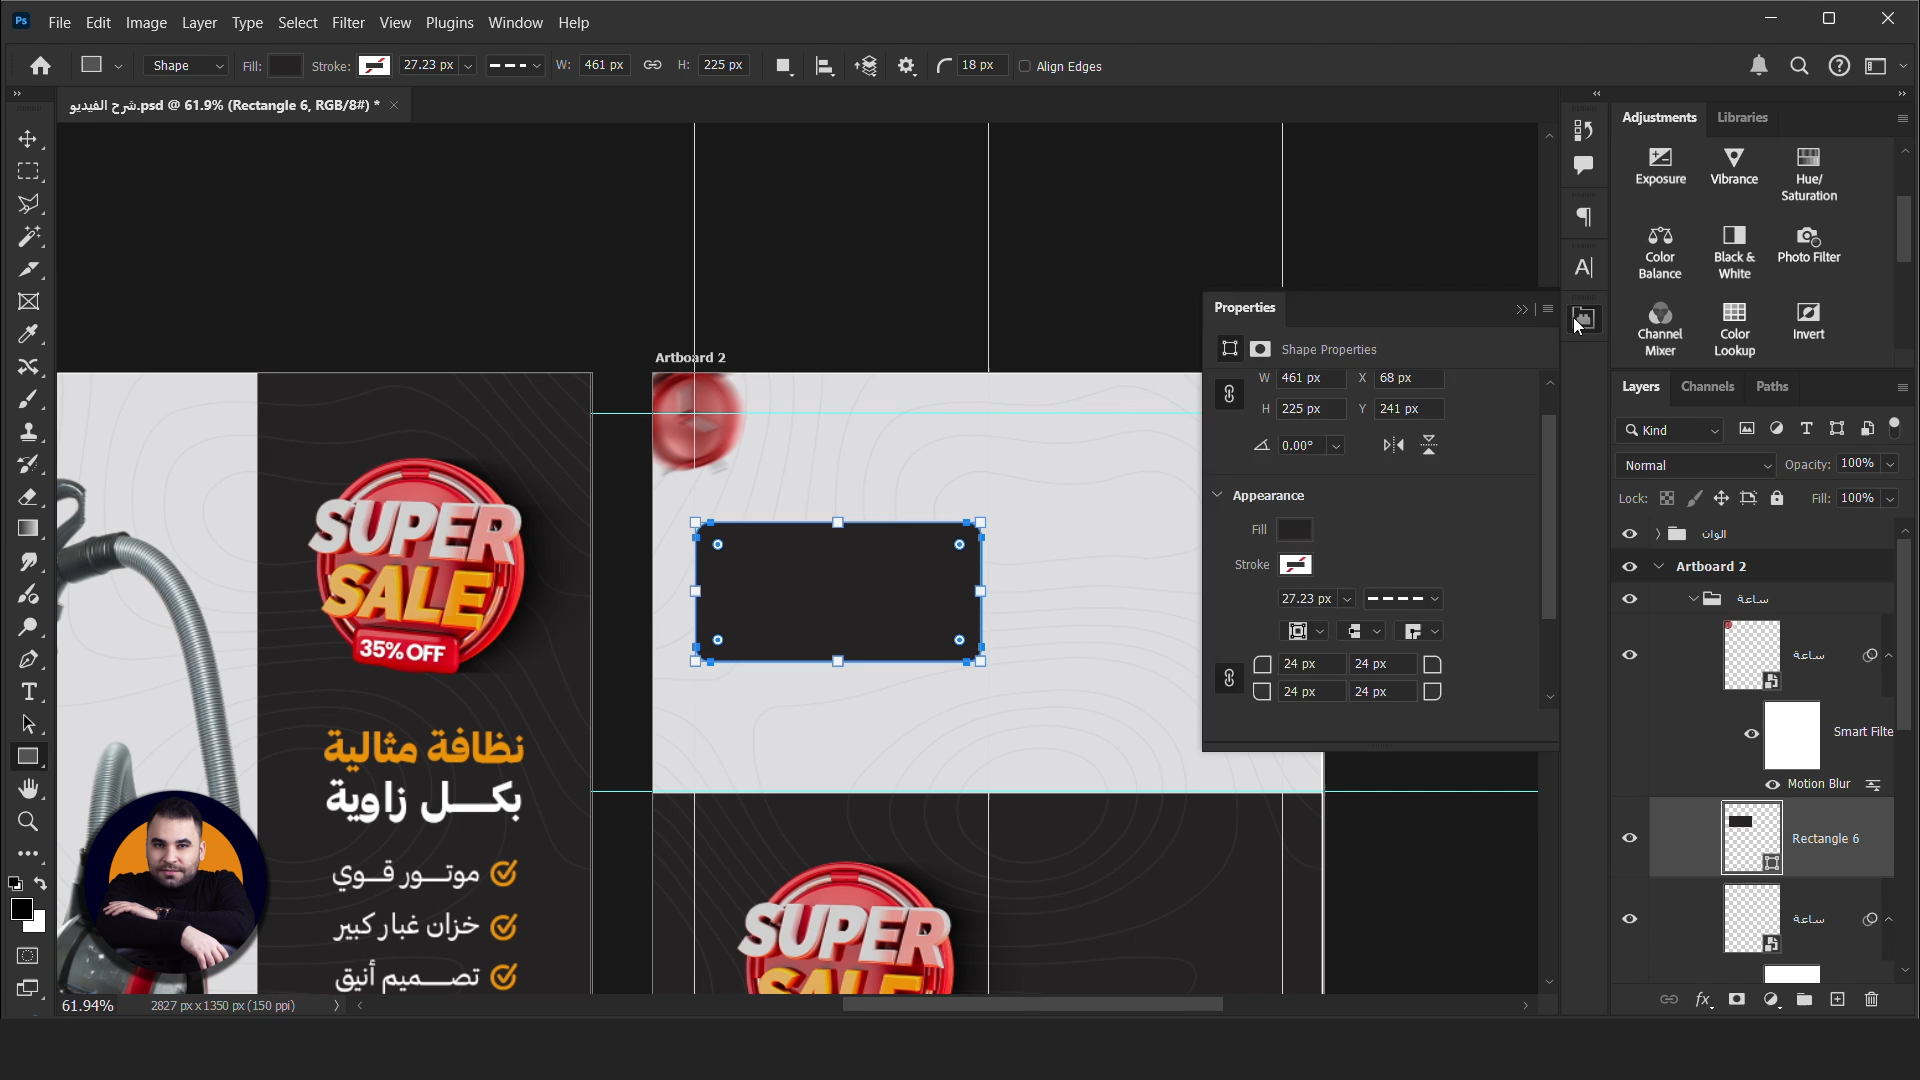 Ps File Edit Image Layer Type Select Filter View Plugins Window Help
Shape Fill: Stroke: 27.23 px W: 461 px H: 225 px 18 px Align Edges
شرح الفيديو.psd @ 61.9% (Rectangle 6, RGB/8#) *
Adjustments Libraries
Exposure
Vibrance
Hue/
Saturation
Color
Balance
Black &
White
Photo Filter
Channel
Mixer
Color
Lookup
Invert
Artboard 2
SUPER
SALE
35% OFF
نظافة مثالية
بكـــل زاوية
موتـــور قــوي
خزان غبار كبير
تصـــميم أنيق
SUPER
SALE
Properties
Shape Properties
W 461 px X 68 px
H 225 px Y 241 px
0.00°
Appearance
Fill
Stroke
27.23 px
24 px 24 px
24 px 24 px
Layers Channels Paths
Kind
Normal Opacity: 100%
Lock: Fill: 100%
الوان
Artboard 2
ساعة
ساعة
Smart Filte
Motion Blur
Rectangle 6
ساعة
61.94% 2827 px x 1350 px (150 ppi)